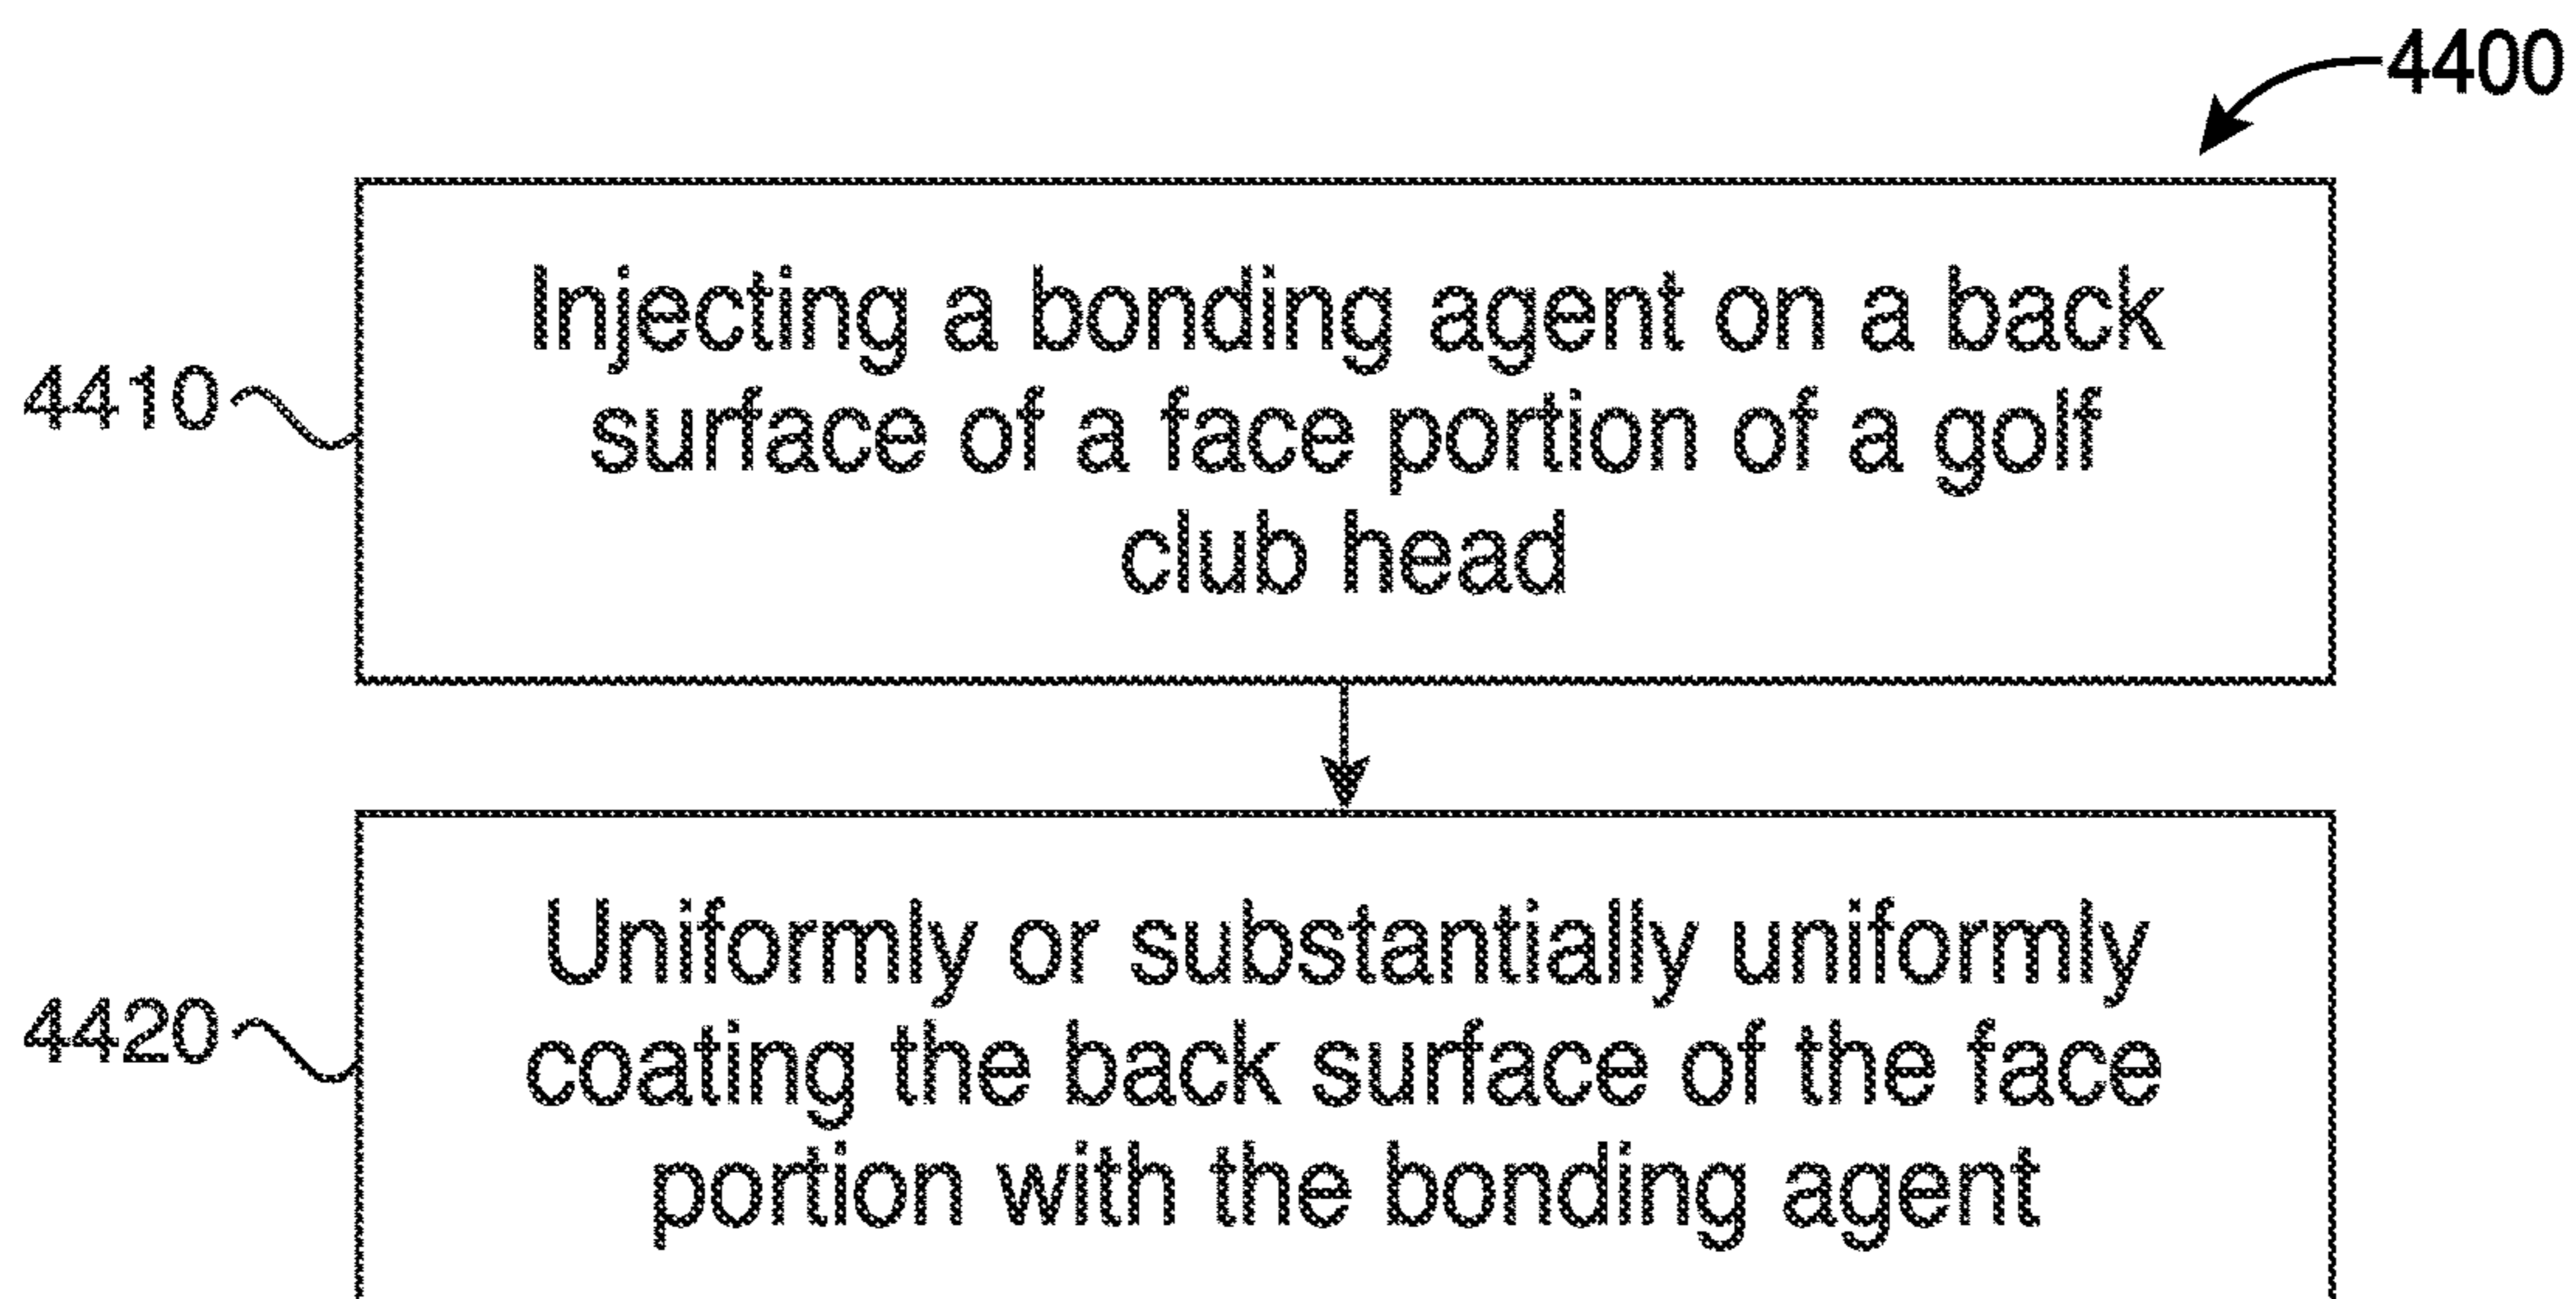 4400
Injecting a bonding agent on a back
surface of a face portion of a golf
club head
4410
Uniformly or substantially uniformly
coating the back surface of the face
portion with the bonding agent
4420